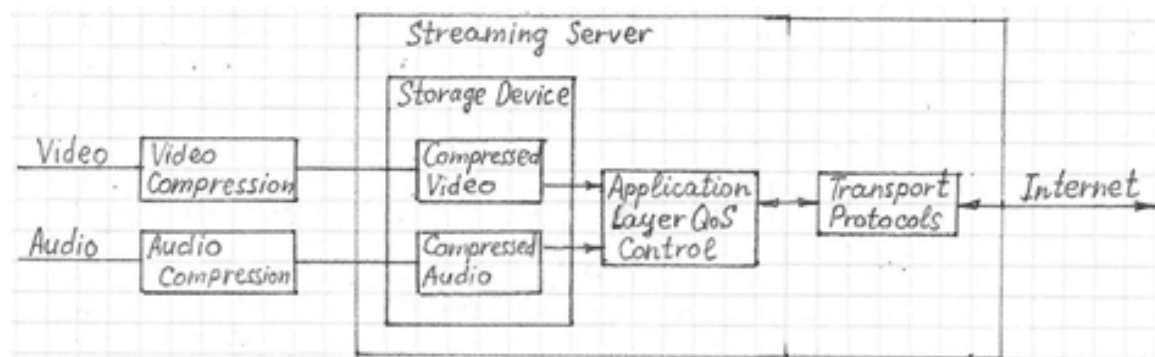 Streaming Server
Storage Device
Video
Video
Compression
Compressed
Video
Application
Layer QoS
Control
Transport
Protocols
Internet
Audio
Audio
Compression
Compressed
Audio